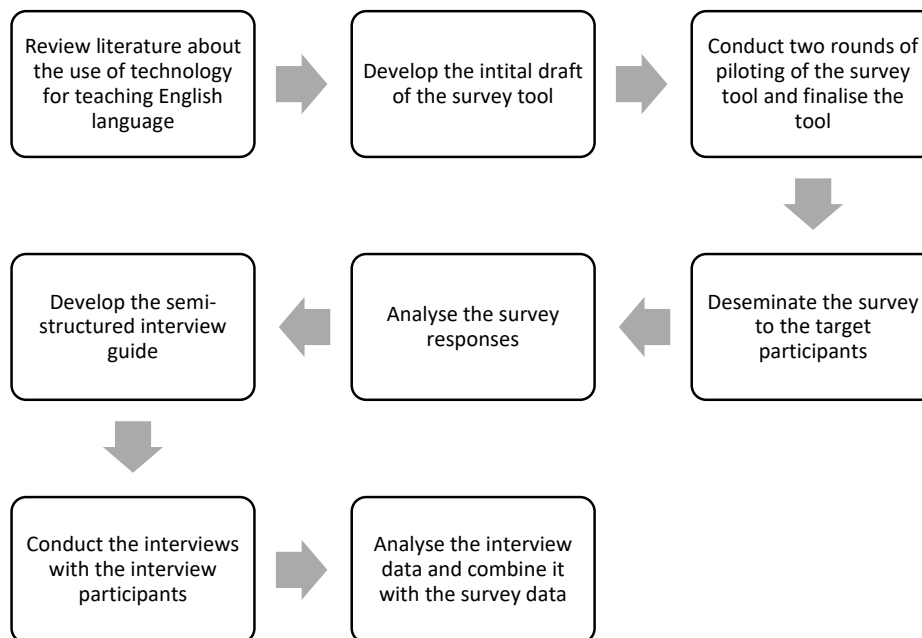 Review literature about
the use of technology
for teaching English
language
Develop the intital draft
of the survey tool
Conduct two rounds of
piloting of the survey
tool and finalise the
tool
Deseminate the survey
to the target
participants
Analyse the survey
responses
Develop the semi-
structured interview
guide
Conduct the interviews
with the interview
participants
Analyse the interview
data and combine it
with the survey data